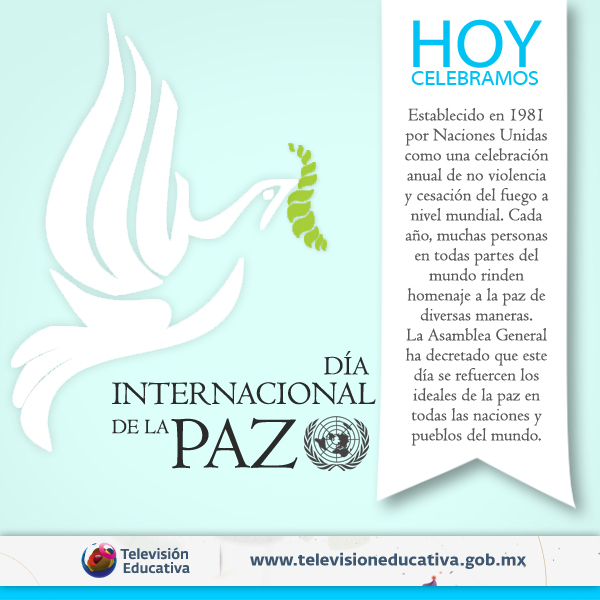 HOY
CELEBRAMOS
Establecido en 1981
por Naciones Unidas
como una celebración
anual de no violencia
y cesación del fuego a
nivel mundial. Cada
año, muchas personas
en todas partes del
mundo rinden
homenaje a la paz de
diversas maneras.
La Asamblea General
ha decretado que este
día se refuercen los
ideales de la paz en
todas las naciones y
pueblos del mundo.
DÍA
INTERNACIONAL
DE LA PAZ
Televisión
Educativa
www.televisioneducativa.gob.mx